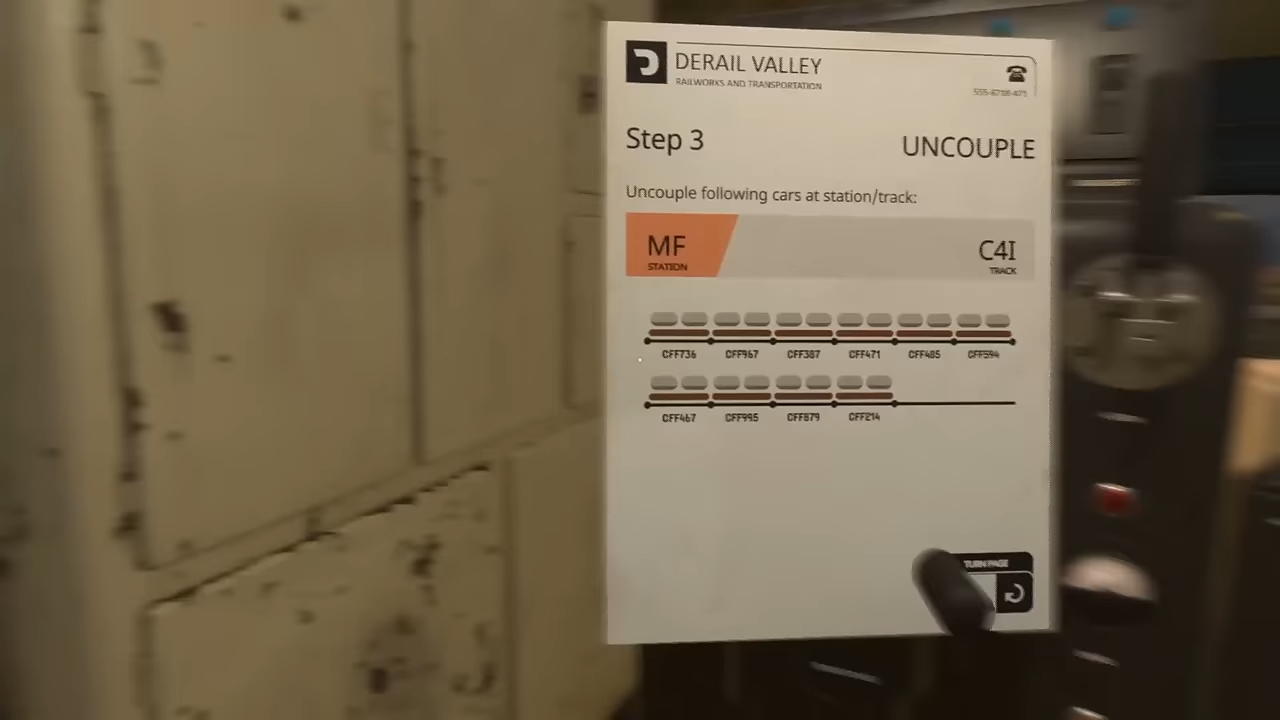 DERAIL VALLEY
RAILWORKS AND TRANSPORTATION
Step 3
UNCOUPLE
Uncouple following cars at station/track:
MF
STATION
C4I
TRACK
CFF736 CFF967 CFF387 CFF471 CFF485 CFF594
CFF467 CFF995 CFF879 CFF214
TURN PAGE